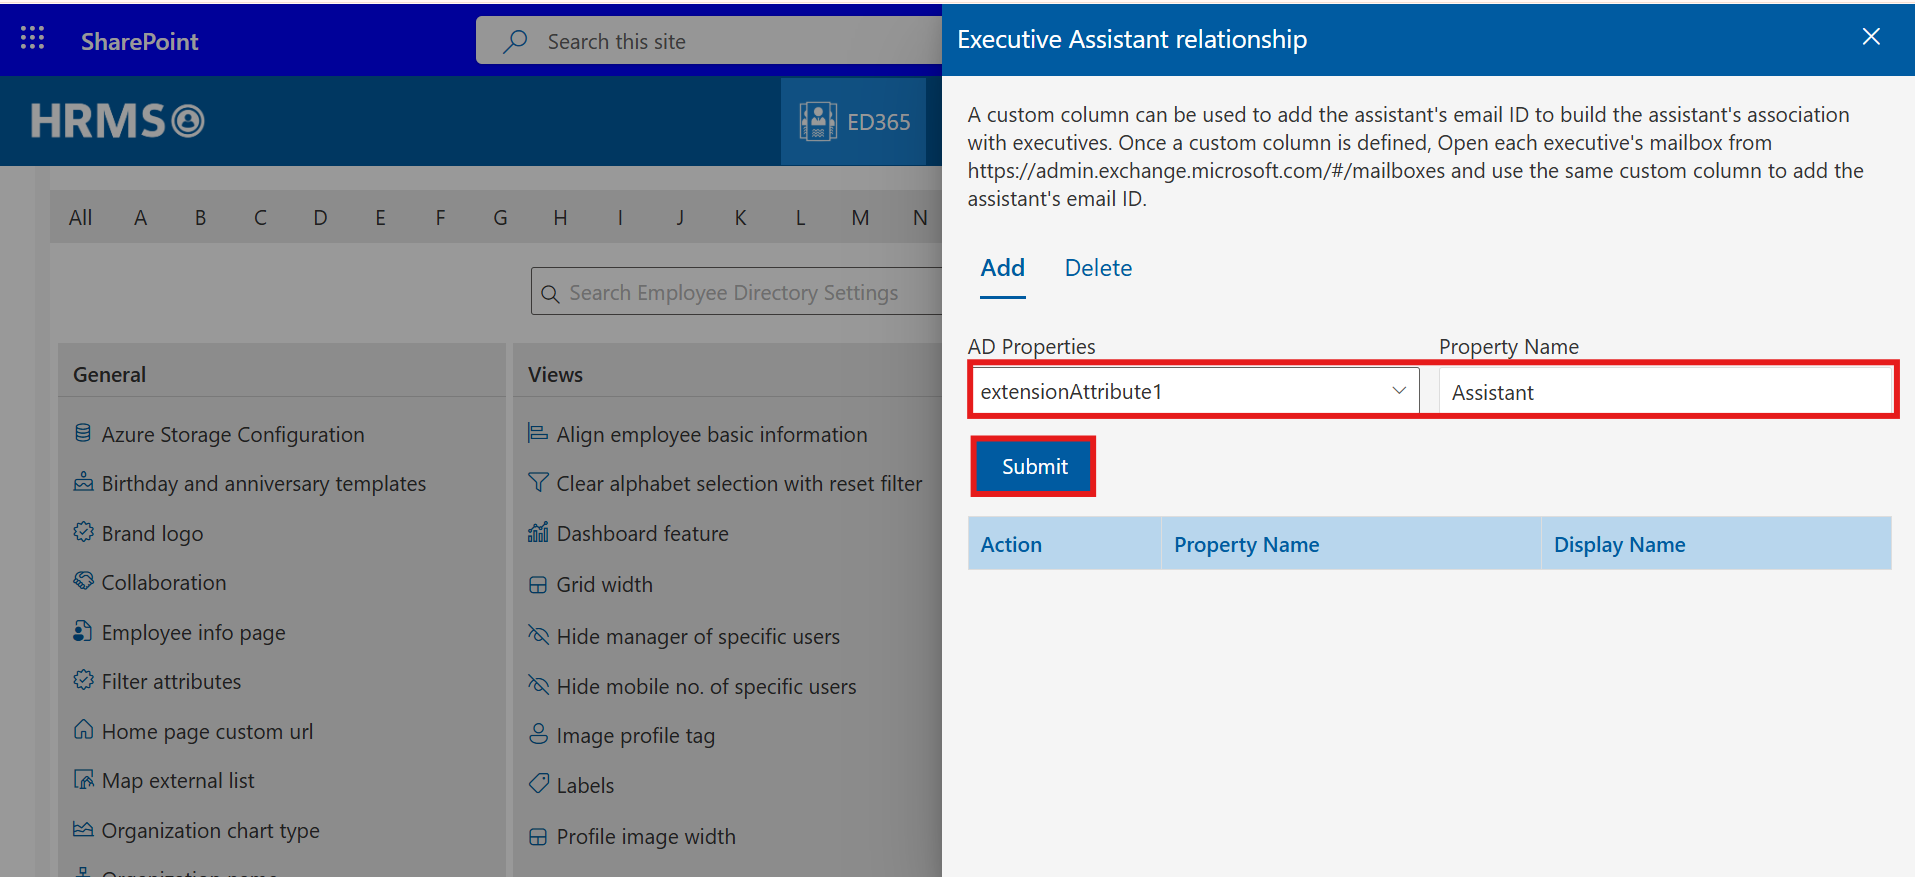 SharePoint
Search this site
HRMS
ED365
All A B C D E F G H I J K L M N
Search Employee Directory Settings
General
Azure Storage Configuration
Birthday and anniversary templates
Brand logo
Collaboration
Employee info page
Filter attributes
Home page custom url
Map external list
Organization chart type
Organization name
Views
Align employee basic information
Clear alphabet selection with reset filter
Dashboard feature
Grid width
Hide manager of specific users
Hide mobile no. of specific users
Image profile tag
Labels
Profile image width
Executive Assistant relationship
A custom column can be used to add the assistant's email ID to build the assistant's association
with executives. Once a custom column is defined, Open each executive's mailbox from
https://admin.exchange.microsoft.com/#/mailboxes and use the same custom column to add the
assistant's email ID.
Add Delete
AD Properties Property Name
extensionAttribute1 Assistant
Submit
Action Property Name Display Name